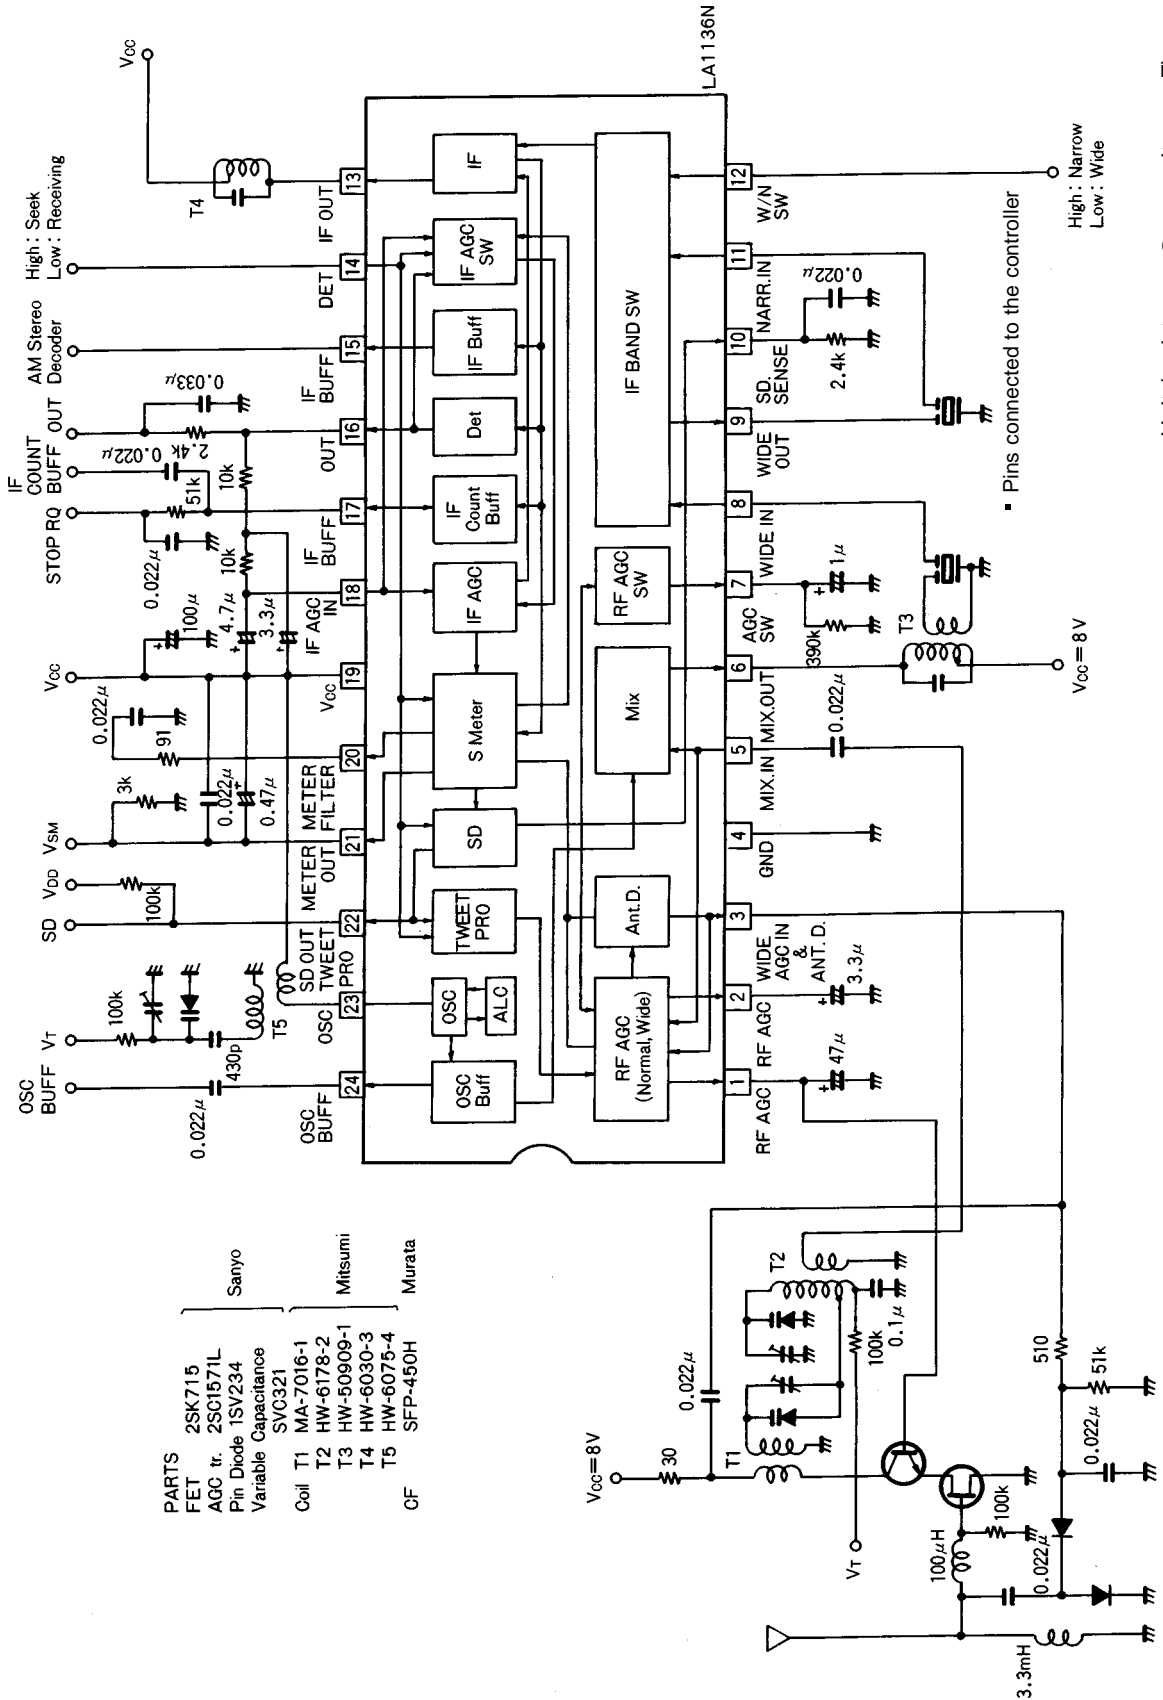 OSC
BUFF
VT
SD
VDD
VSM
Vcc
STOP RQ
IF
COUNT
BUFF
OUT
AM Stereo
Decoder
High : Seek
Low : Receiving
Vcc
0.022μ
100k
430p
T5
100k
3k
0.022μ
0.47μ
91
0.022μ
100μ
4.7μ
3.3μ
0.022μ
51k
10k
10k
0.022μ
2.4k
0.033μ
T4
OSC
BUFF
OSC
SD OUT
TWEET
PRO
METER
OUT
METER
FILTER
Vcc
IF AGC
IN
IF
BUFF
OUT
IF
BUFF
DET
IF OUT
24
23
22
21
20
19
18
17
16
15
14
13
OSC
Buff
OSC
ALC
TWEET
PRO
SD
S Meter
IF AGC
IF
Count
Buff
Det
IF Buff
IF AGC
SW
IF
RF AGC
(Normal, Wide)
Ant.D.
Mix
RF AGC
SW
IF BAND SW
LA1136N
1
2
3
4
5
6
7
8
9
10
11
12
RF AGC
RF AGC
WIDE
AGC IN
&
ANT. D.
GND
MIX.IN
MIX.OUT
AGC
SW
WIDE IN
WIDE
OUT
SD.
SENSE
NARR.IN
W/N
SW
47μ
3.3μ
0.022μ
390k
1μ
T3
Vcc=8V
2.4k
0.022μ
High : Narrow
Low : Wide
▪ Pins connected to the controller
PARTS
FET 2SK715
AGC tr. 2SC1571L
Pin Diode 1SV234
Variable Capacitance
SVC321
Sanyo
Coil T1 MA-7016-1
T2 HW-6178-2
T3 HW-50909-1
T4 HW-6030-3
T5 HW-6075-4
Mitsumi
CF SFP-450H Murata
Vcc=8V
30
0.022μ
T1
T2
100k
0.1μ
VT
100μH
100k
0.022μ
3.3mH
0.022μ
51k
510